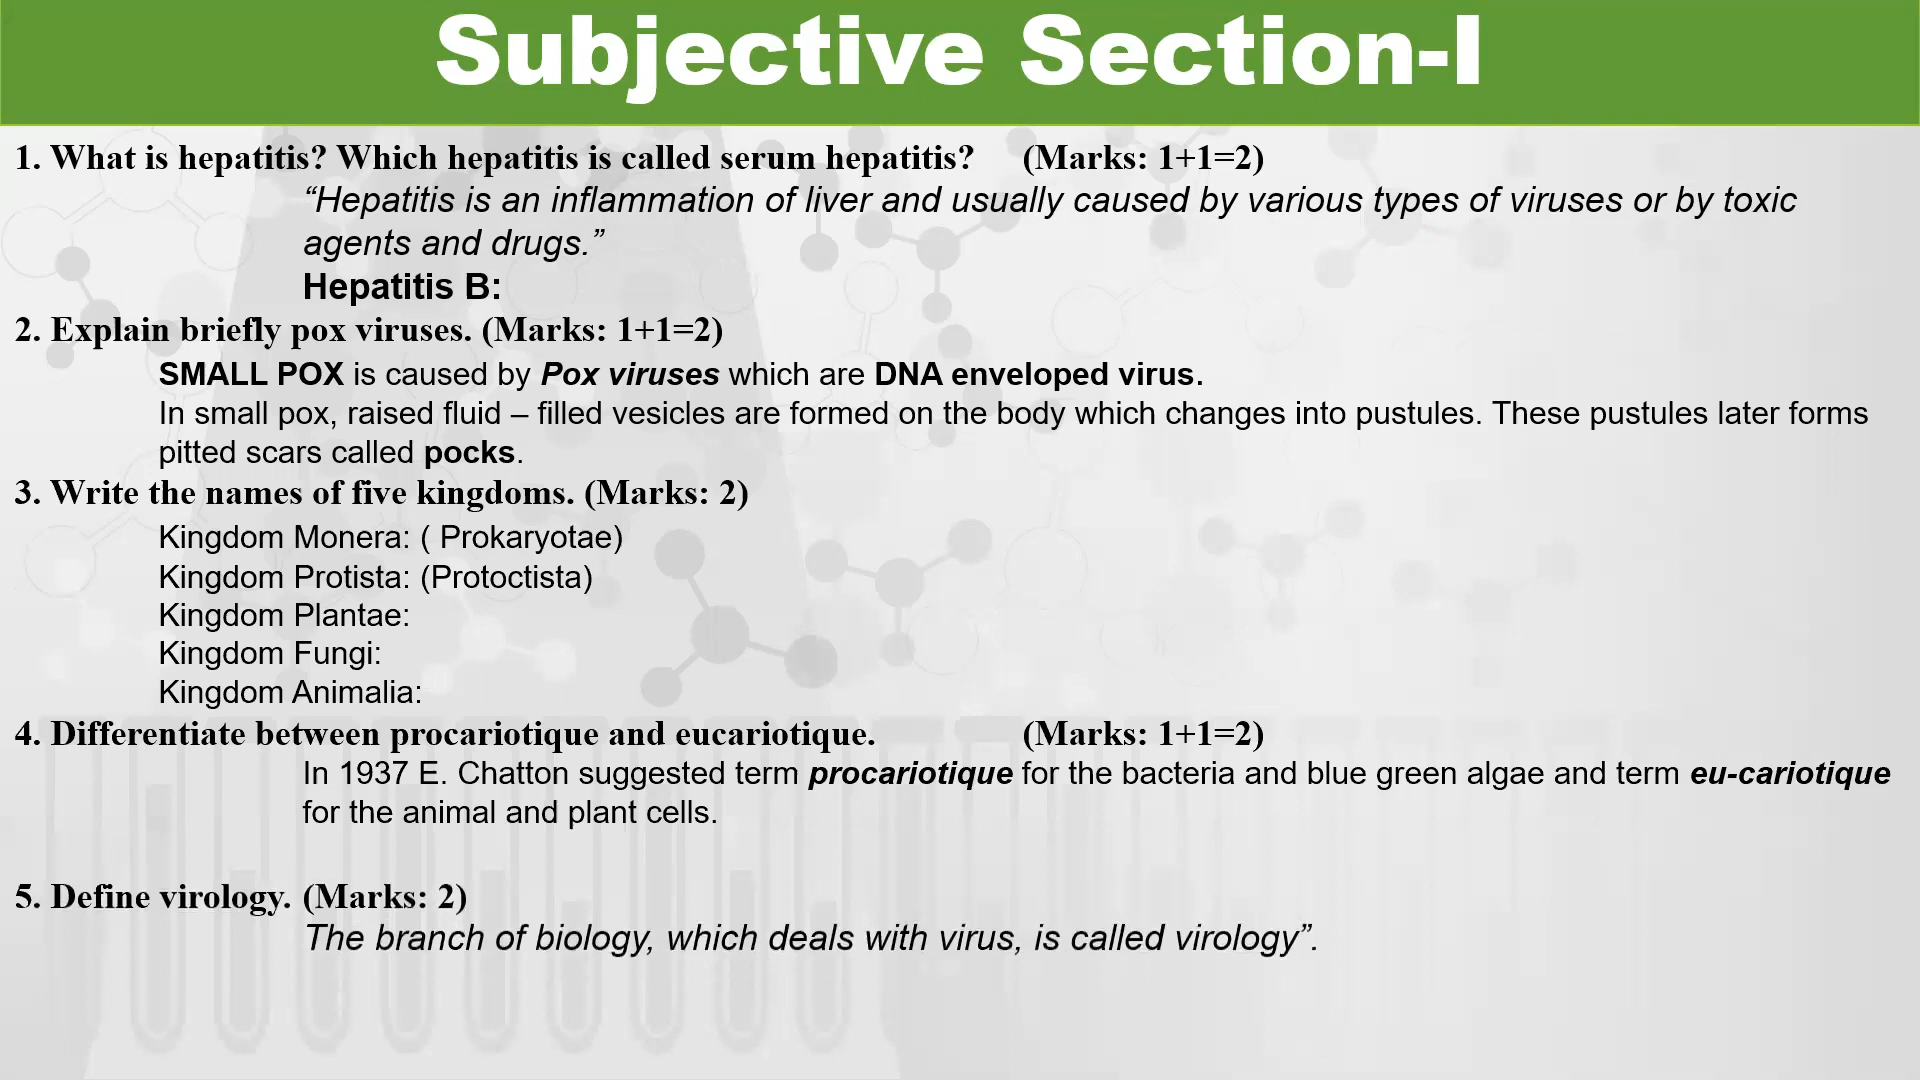 Subjective Section-I
1. What is hepatitis? Which hepatitis is called serum hepatitis? (Marks: 1+1=2)
“Hepatitis is an inflammation of liver and usually caused by various types of viruses or by toxic
agents and drugs.”
Hepatitis B:
2. Explain briefly pox viruses. (Marks: 1+1=2)
SMALL POX is caused by Pox viruses which are DNA enveloped virus.
In small pox, raised fluid – filled vesicles are formed on the body which changes into pustules. These pustules later forms
pitted scars called pocks.
3. Write the names of five kingdoms. (Marks: 2)
Kingdom Monera: ( Prokaryotae)
Kingdom Protista: (Protoctista)
Kingdom Plantae:
Kingdom Fungi:
Kingdom Animalia:
4. Differentiate between procariotique and eucariotique. (Marks: 1+1=2)
In 1937 E. Chatton suggested term procariotique for the bacteria and blue green algae and term eu-cariotique
for the animal and plant cells.
5. Define virology. (Marks: 2)
The branch of biology, which deals with virus, is called virology”.